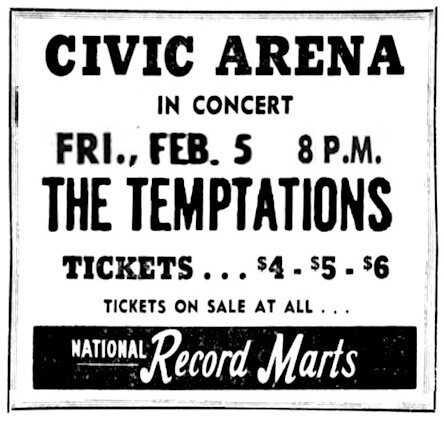 CIVIC ARENA
IN CONCERT
FRI., FEB. 5 8 P.M.
THE TEMPTATIONS
TICKETS . . . $4 - $5 - $6
TICKETS ON SALE AT ALL . . .
NATIONAL Record Marts